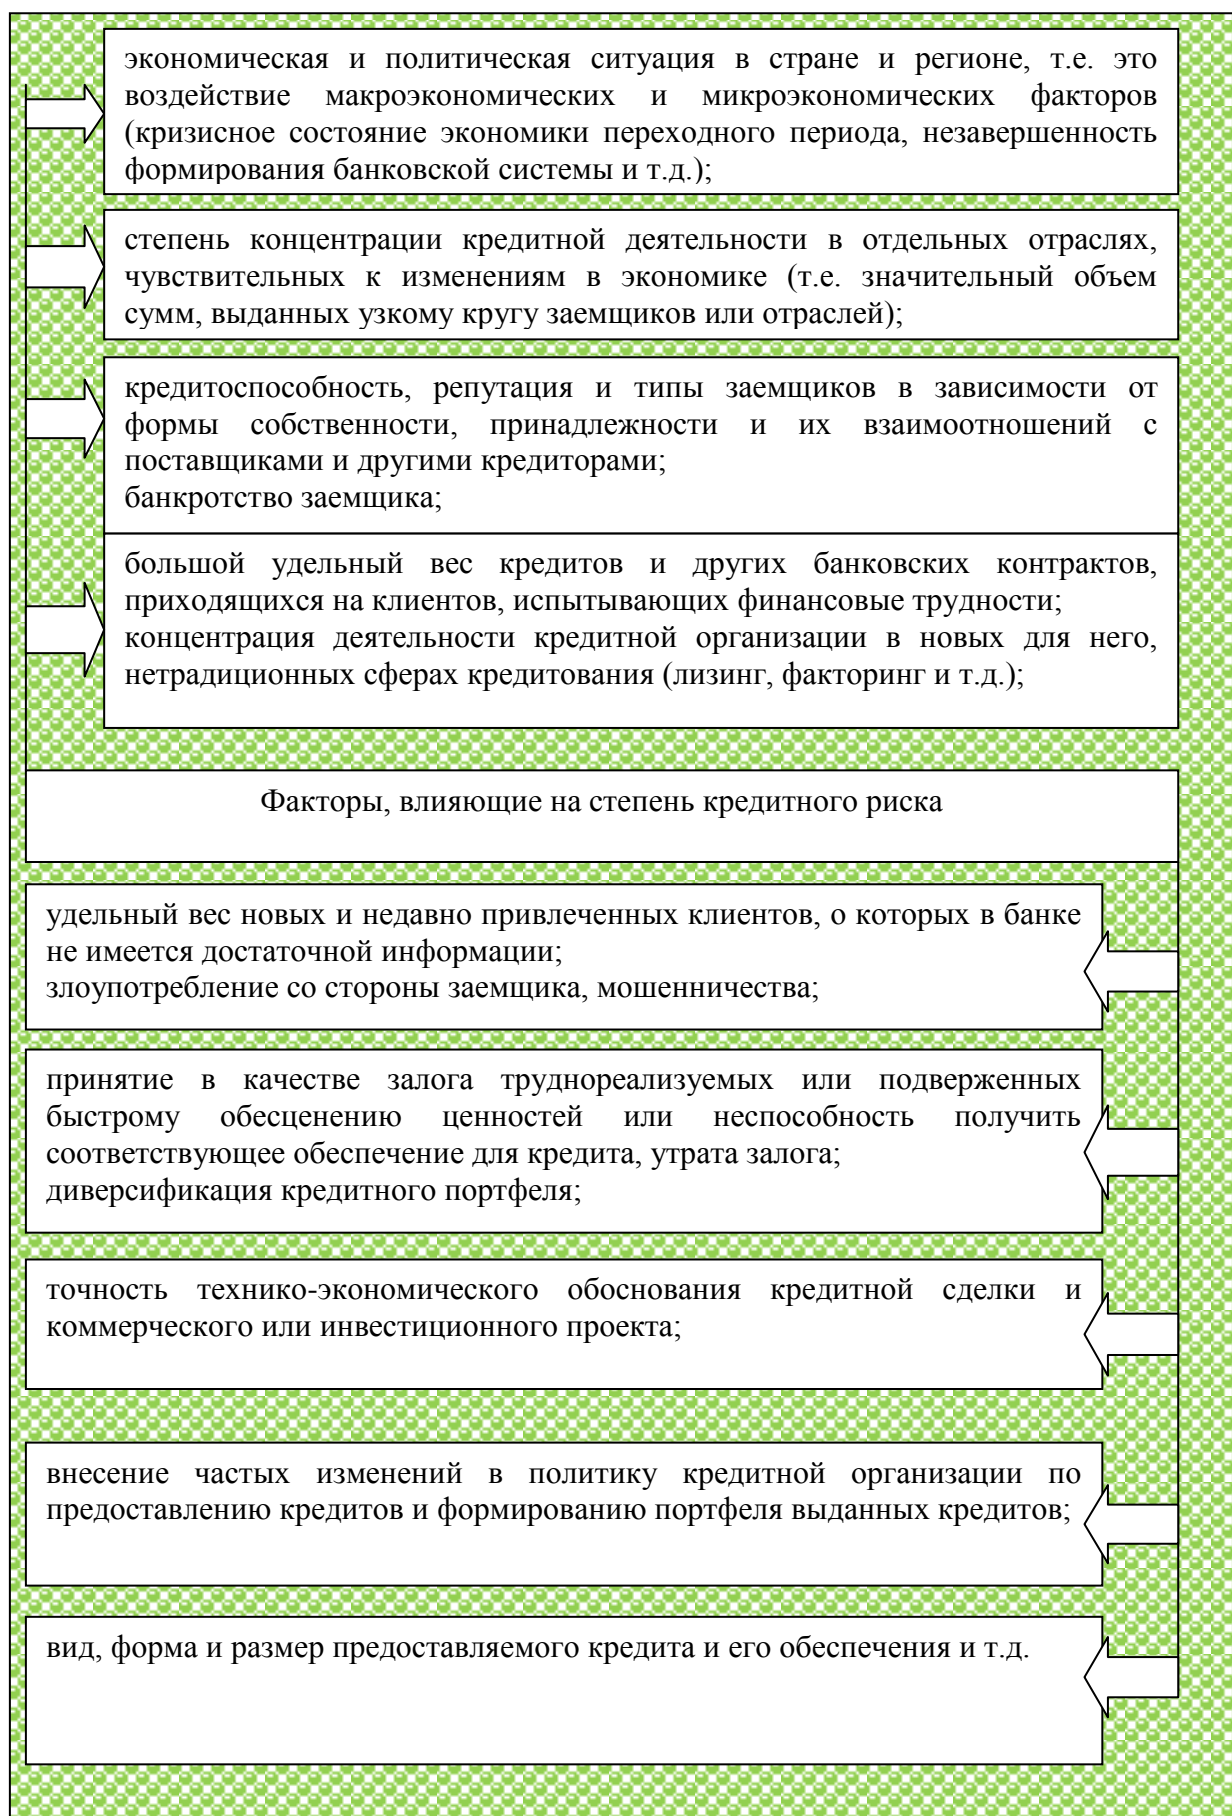 экономическая и политическая ситуация в стране и регионе, т.е. это
воздействие макроэкономических и микроэкономических факторов
(кризисное состояние экономики переходного периода, незавершенность
формирования банковской системы и т.д.);
степень концентрации кредитной деятельности в отдельных отраслях,
чувствительных к изменениям в экономике (т.е. значительный объем
сумм, выданных узкому кругу заемщиков или отраслей);
кредитоспособность, репутация и типы заемщиков в зависимости от
формы собственности, принадлежности и их взаимоотношений с
поставщиками и другими кредиторами;
банкротство заемщика;
большой удельный вес кредитов и других банковских контрактов,
приходящихся на клиентов, испытывающих финансовые трудности;
концентрация деятельности кредитной организации в новых для него,
нетрадиционных сферах кредитования (лизинг, факторинг и т.д.);
Факторы, влияющие на степень кредитного риска
удельный вес новых и недавно привлеченных клиентов, о которых в банке
не имеется достаточной информации;
злоупотребление со стороны заемщика, мошенничества;
принятие в качестве залога труднореализуемых или подверженных
быстрому обесценению ценностей или неспособность получить
соответствующее обеспечение для кредита, утрата залога;
диверсификация кредитного портфеля;
точность технико-экономического обоснования кредитной сделки и
коммерческого или инвестиционного проекта;
внесение частых изменений в политику кредитной организации по
предоставлению кредитов и формированию портфеля выданных кредитов;
вид, форма и размер предоставляемого кредита и его обеспечения и т.д.